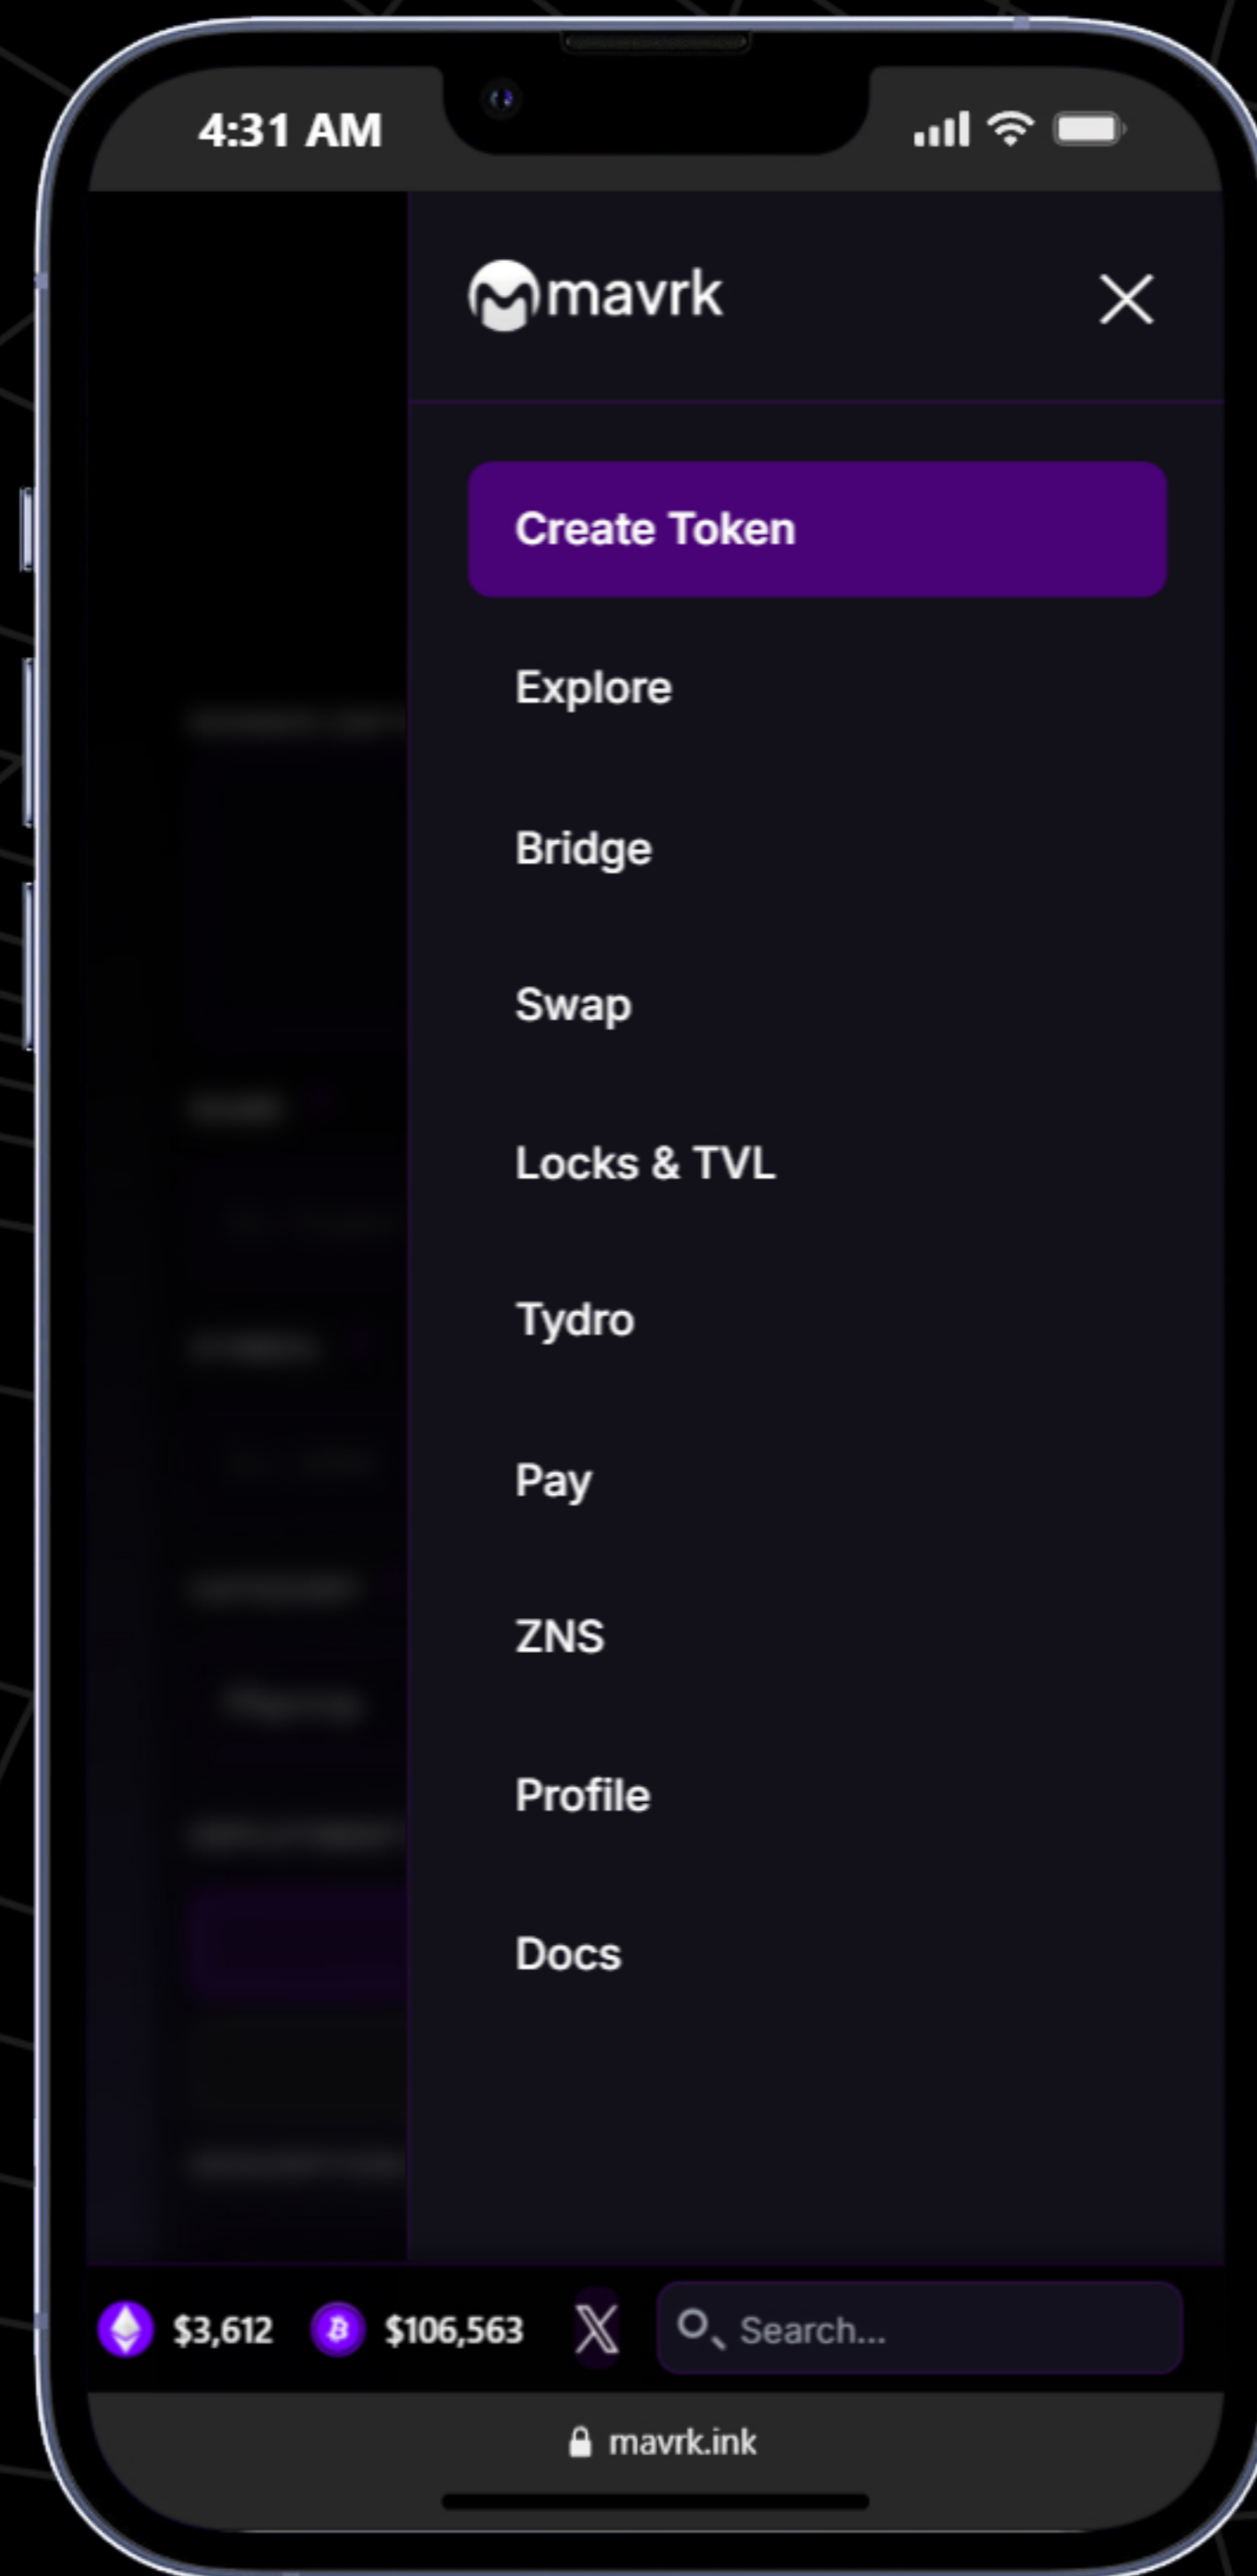 4:31 AM
mavrk
Create Token
Explore
Bridge
Swap
Locks & TVL
Tydro
Pay
ZNS
Profile
Docs
$3,612 $106,563 X Search...
mavrk.ink